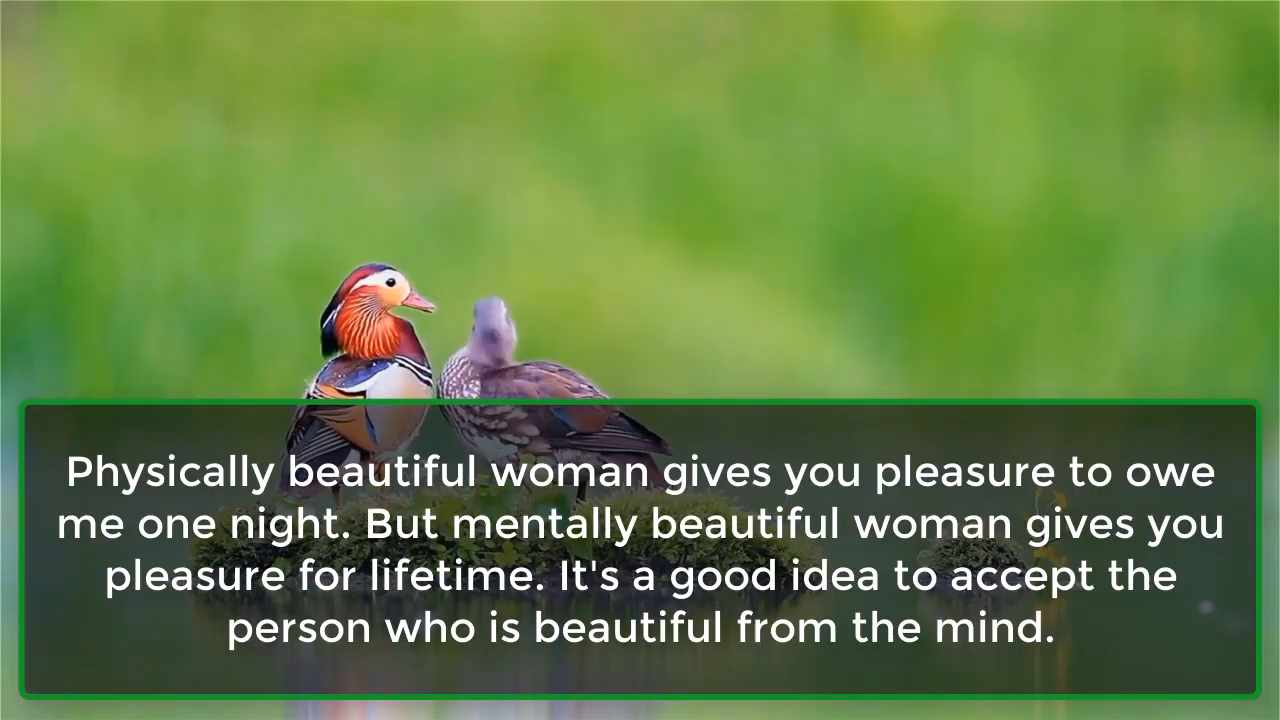 Physically beautiful woman gives you pleasure to owe
me one night. But mentally beautiful woman gives you
pleasure for lifetime. It's a good idea to accept the
person who is beautiful from the mind.